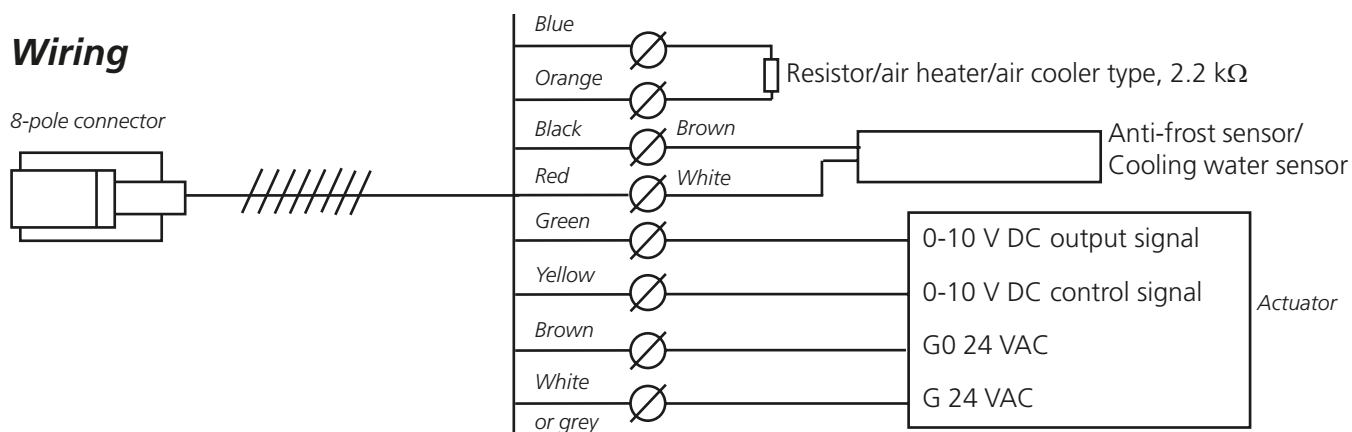 Wiring
8-pole connector
Blue
Orange
Resistor/air heater/air cooler type, 2.2 kΩ
Black
Brown
Red
White
Anti-frost sensor/
Cooling water sensor
Green
0-10 V DC output signal
Yellow
0-10 V DC control signal
Actuator
Brown
G0 24 VAC
White
or grey
G 24 VAC